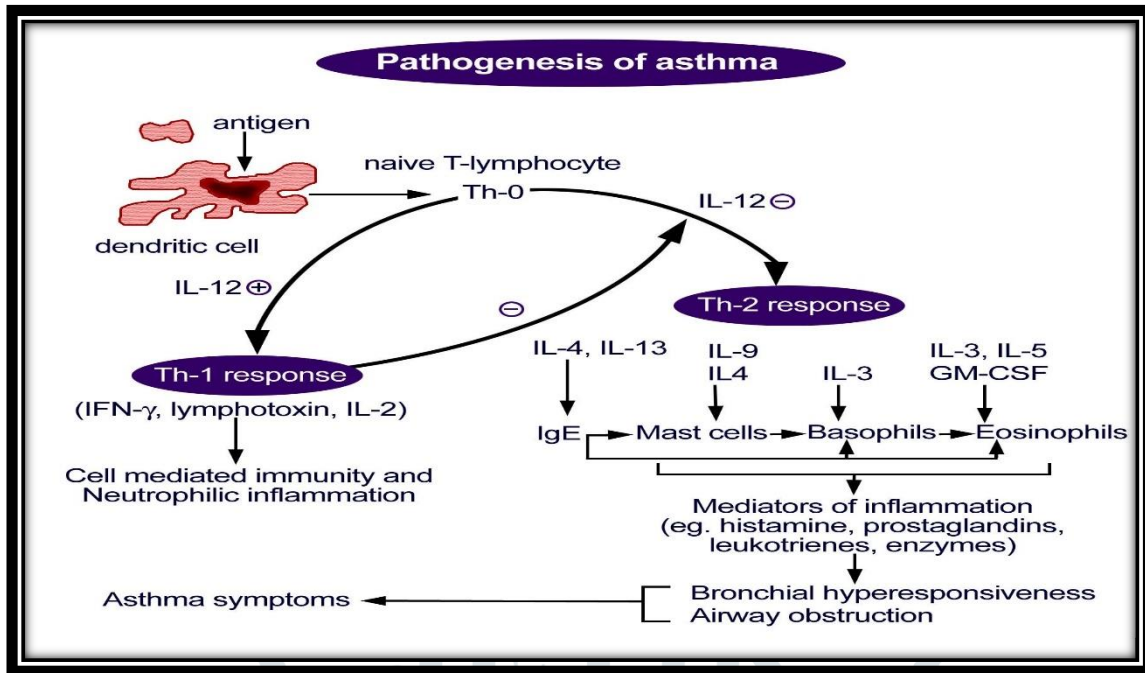 Pathogenesis of asthma
antigen
naive T-lymphocyte
Th-0
IL-12 ⊖
dendritic cell
IL-12 ⊕
⊖
Th-2 response
Th-1 response
(IFN-γ, lymphotoxin, IL-2)
IL-4, IL-13
IL-9
IL4
IL-3
IL-3, IL-5
GM-CSF
IgE
Mast cells
Basophils
Eosinophils
Cell mediated immunity and
Neutrophilic inflammation
Mediators of inflammation
(eg. histamine, prostaglandins,
leukotrienes, enzymes)
Bronchial hyperesponsiveness
Airway obstruction
Asthma symptoms